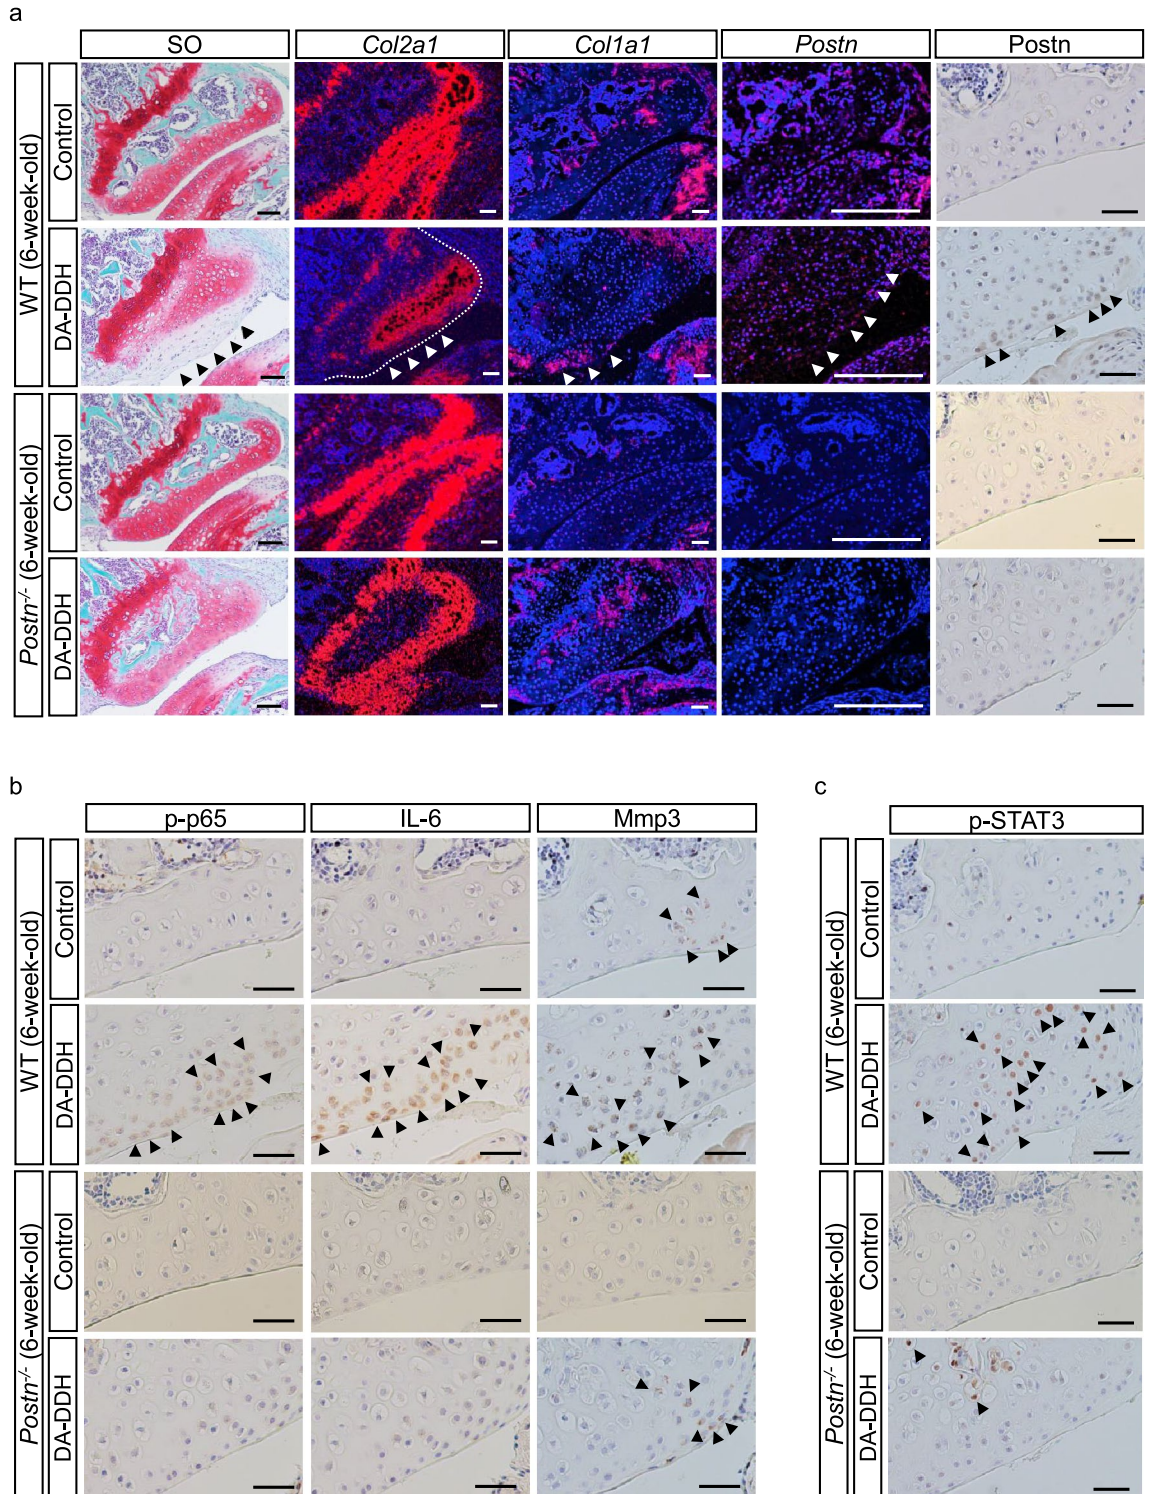 a
SO
Col2a1
Col1a1
Postn
Postn
WT (6-week-old)
Control
DA-DDH
Postn-/- (6-week-old)
Control
DA-DDH
b
p-p65
IL-6
Mmp3
WT (6-week-old)
Control
DA-DDH
Postn-/- (6-week-old)
Control
DA-DDH
c
p-STAT3
WT (6-week-old)
Control
DA-DDH
Postn-/- (6-week-old)
Control
DA-DDH